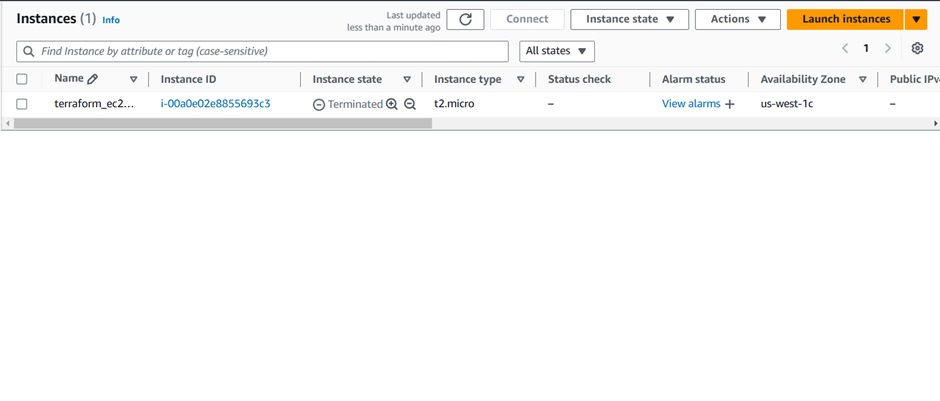 Instances (1) Info
Last updated
less than a minute ago
Connect
Instance state
Actions
Launch instances
Find Instance by attribute or tag (case-sensitive)
All states
1
Name Instance ID Instance state Instance type Status check Alarm status Availability Zone Public IPv
terraform_ec2... i-00a0e02e8855693c3 Terminated t2.micro – View alarms + us-west-1c –